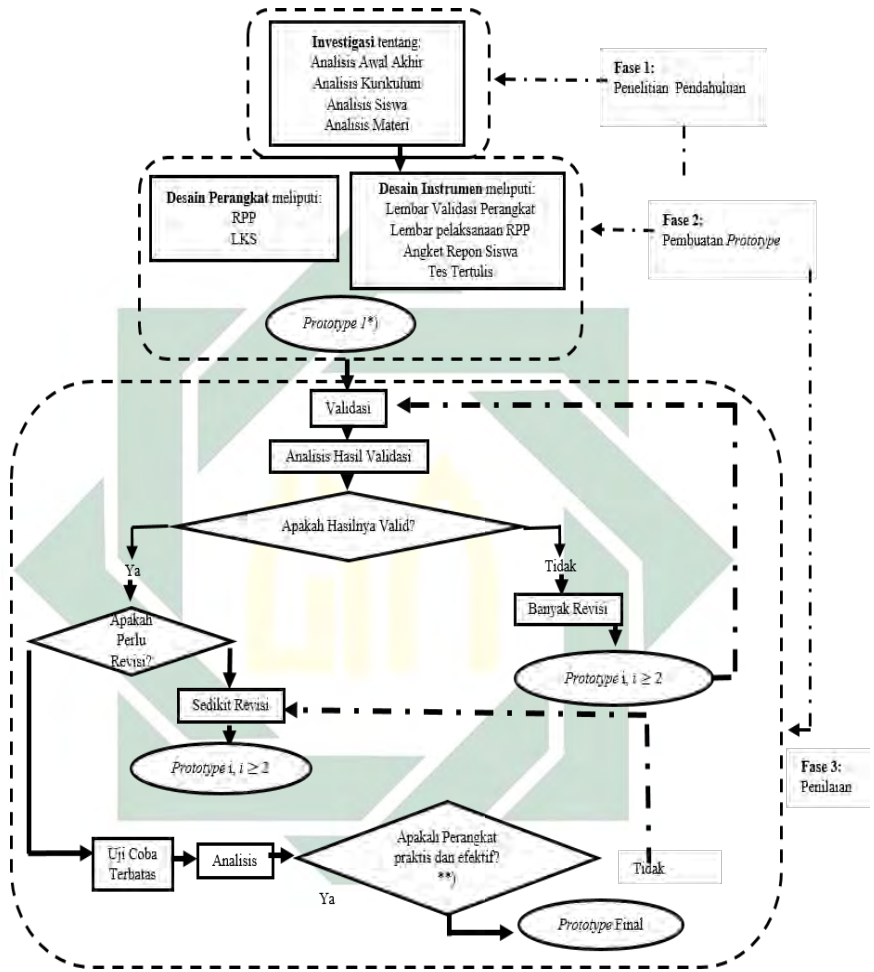 Investigasi tentang:
Analisis Awal Akhir
Analisis Kurikulum
Analisis Siswa
Analisis Materi
Fase 1:
Penelitian Pendahuluan
Desain Perangkat meliputi:
RPP
LKS
Desain Instrumen meliputi:
Lembar Validasi Perangkat
Lembar pelaksanaan RPP
Angket Repon Siswa
Tes Tertulis
Fase 2:
Pembuatan Prototype
Prototype 1*)
Validasi
Analisis Hasil Validasi
Apakah Hasilnya Valid?
Ya
Tidak
Apakah
Perlu
Revisi?
Banyak Revisi
Prototype i, i ≥ 2
Sedikit Revisi
Prototype i, i ≥ 2
Fase 3:
Penilaian
Uji Coba
Terbatas
Analisis
Apakah Perangkat
praktis dan efektif?
**)
Tidak
Ya
Prototype Final